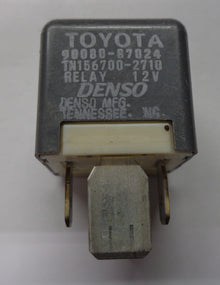 TOYOTA
90080-87024
TN156700-2710
RELAY 12V
DENSO
DENSO MFG.
TENNESSEE, INC.